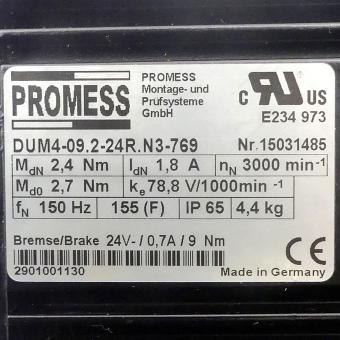 PROMESS
PROMESS
Montage- und
Prüfsysteme
GmbH
c RU US
E234 973
DUM4-09.2-24R.N3-769 Nr.15031485
MdN 2,4 Nm IdN 1,8 A nN 3000 min⁻¹
Md0 2,7 Nm ke78,8 V/1000min⁻¹
fN 150 Hz 155 (F) IP 65 4,4 kg
Bremse/Brake 24V- / 0,7A / 9 Nm
2901001130
CE
Made in Germany